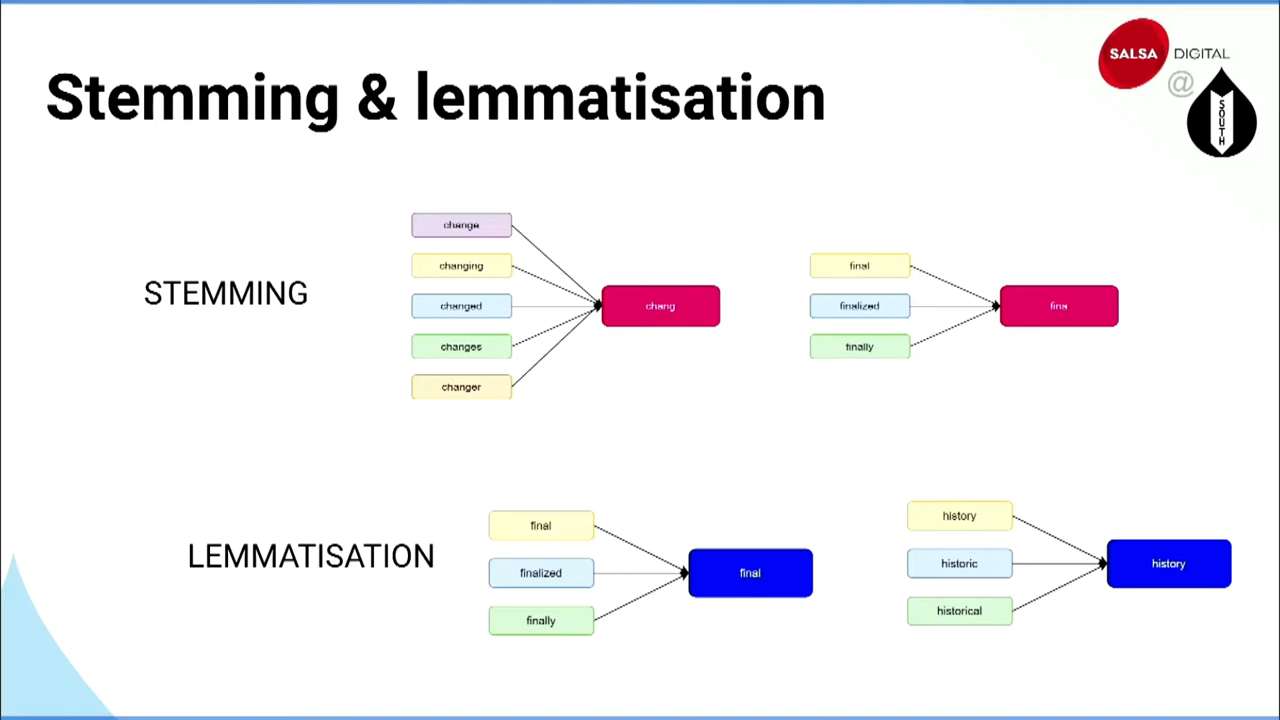 SALSA DIGITAL
@
SOUTH
Stemming & lemmatisation
STEMMING
change
changing
changed
changes
changer
chang
final
finalized
finally
fina
LEMMATISATION
final
finalized
finally
final
history
historic
historical
history